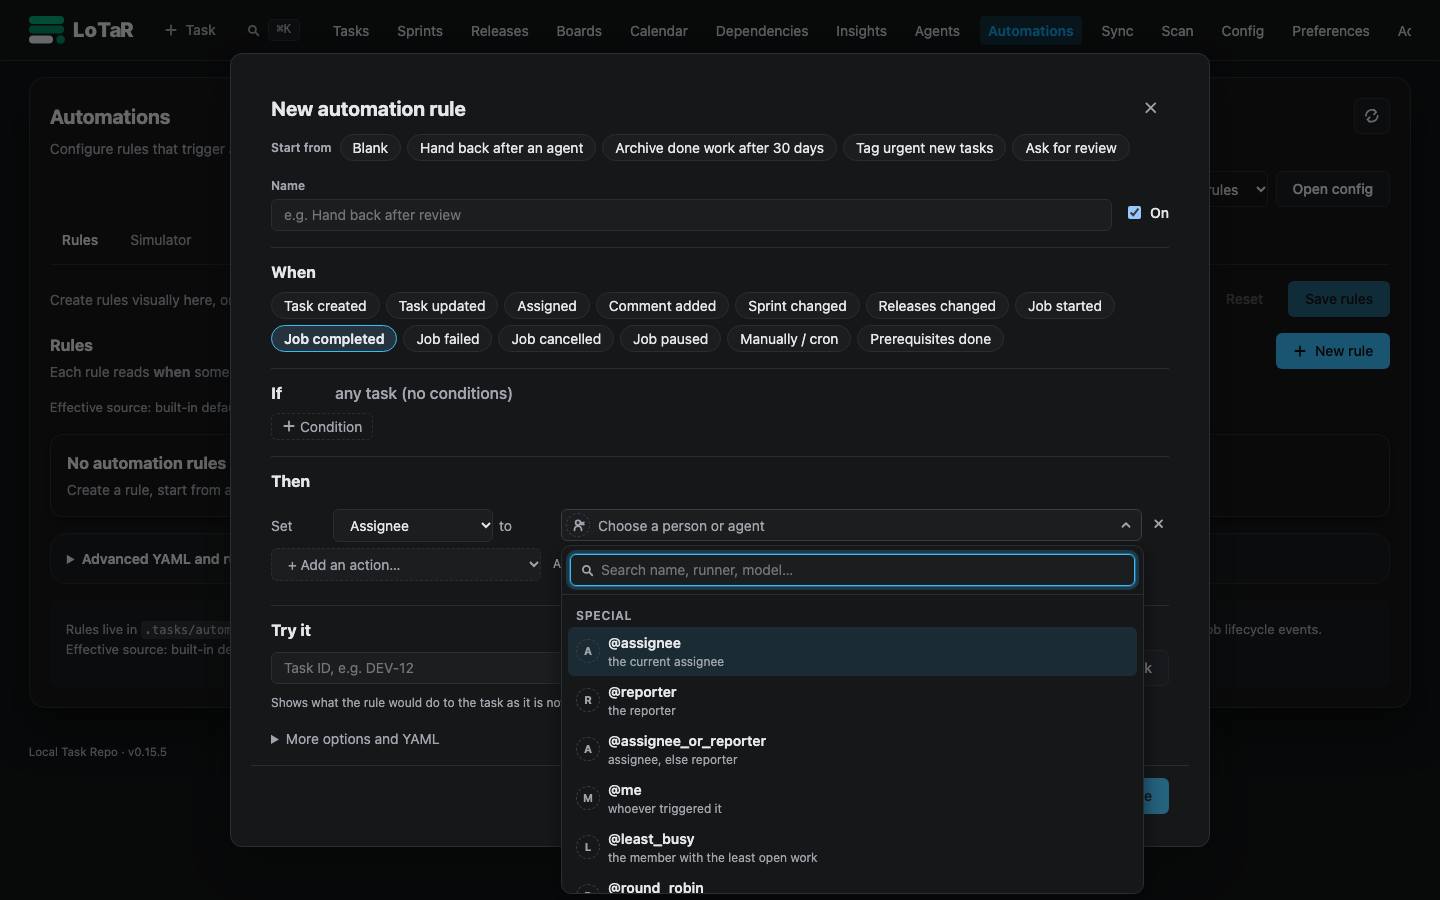 LoTaR
+ Task
⌘K
Tasks
Sprints
Releases
Boards
Calendar
Dependencies
Insights
Agents
Automations
Sync
Scan
Config
Preferences
Automations
Configure rules that trigger
Open config
Rules
Simulator
Create rules visually here,
Reset
Save rules
Rules
+ New rule
Each rule reads when some
Effective source: built-in
No automation rules
Create a rule, start from a
Advanced YAML and
Rules live in .tasks/autom
Effective source: built-in
job lifecycle events.
Local Task Repo · v0.15.5
New automation rule
Start from
Blank
Hand back after an agent
Archive done work after 30 days
Tag urgent new tasks
Ask for review
Name
e.g. Hand back after review
On
When
Task created
Task updated
Assigned
Comment added
Sprint changed
Releases changed
Job started
Job completed
Job failed
Job cancelled
Job paused
Manually / cron
Prerequisites done
If
any task (no conditions)
+ Condition
Then
Set
Assignee
to
Choose a person or agent
+ Add an action...
Search name, runner, model...
SPECIAL
A
@assignee
the current assignee
R
@reporter
the reporter
A
@assignee_or_reporter
assignee, else reporter
M
@me
whoever triggered it
L
@least_busy
the member with the least open work
@round_robin
Try it
Task ID, e.g. DEV-12
Shows what the rule would do to the task as it is
More options and YAML